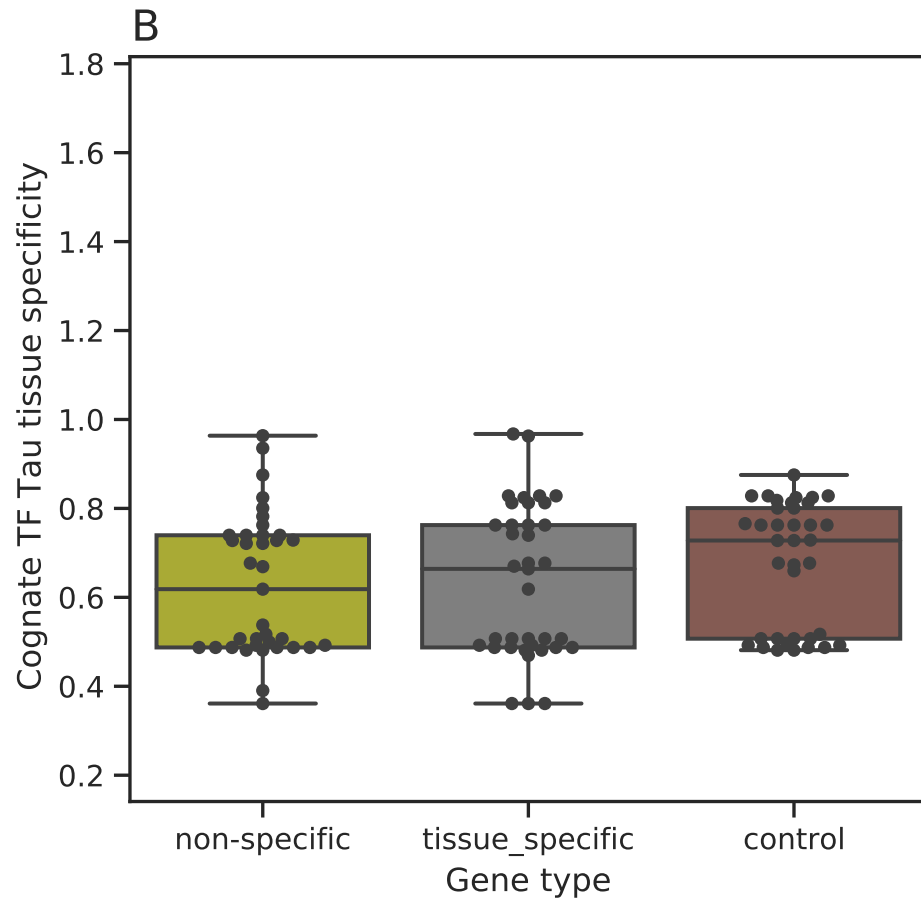 B
1.8
1.6
1.4
1.2
1.0
0.8
0.6
0.4
0.2
Cognate TF Tau tissue specificity
non-specific
tissue_specific
control
Gene type